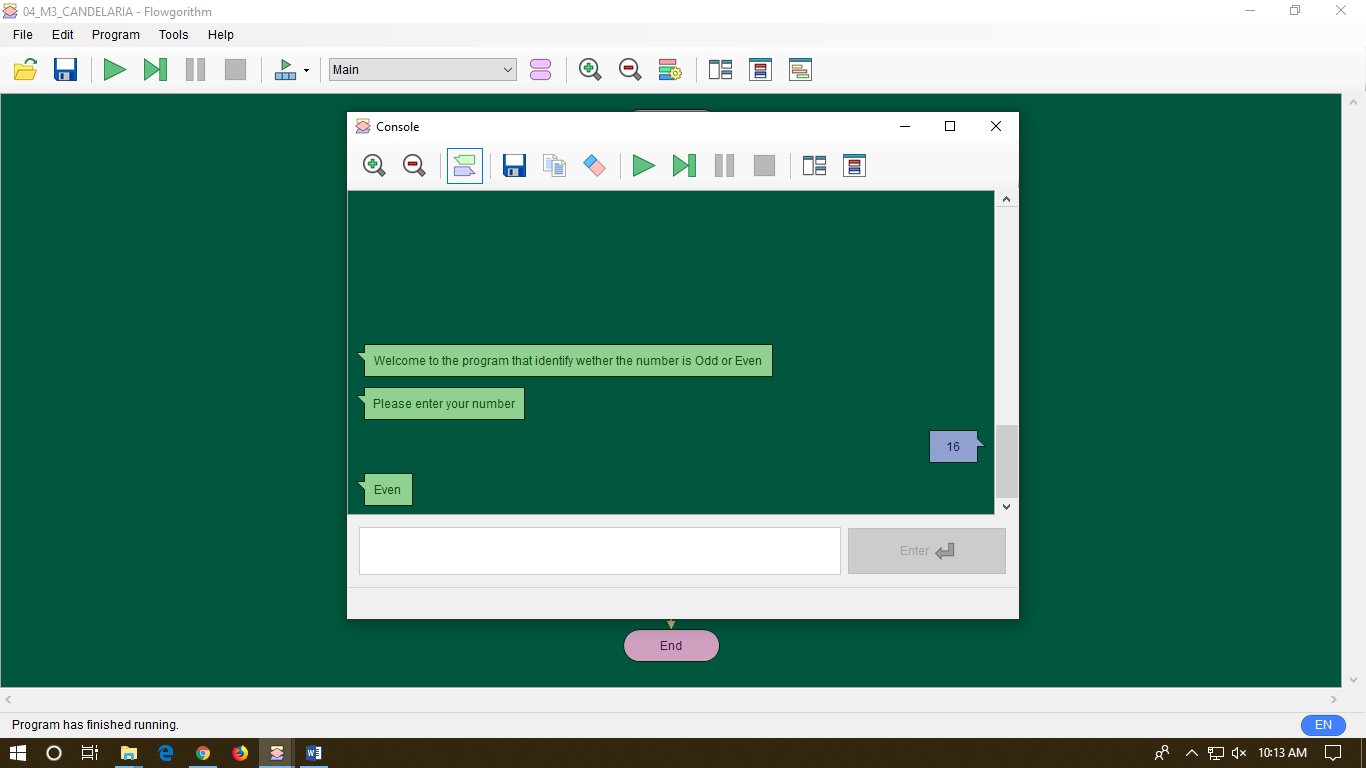 04_M3_CANDELARIA - Flowgorithm
File Edit Program Tools Help
Main
Console
Welcome to the program that identify wether the number is Odd or Even
Please enter your number
16
Even
Enter
End
Program has finished running.
EN
10:13 AM